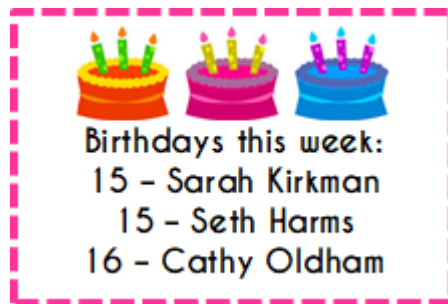 Birthdays this week:
15 – Sarah Kirkman
15 – Seth Harms
16 – Cathy Oldham